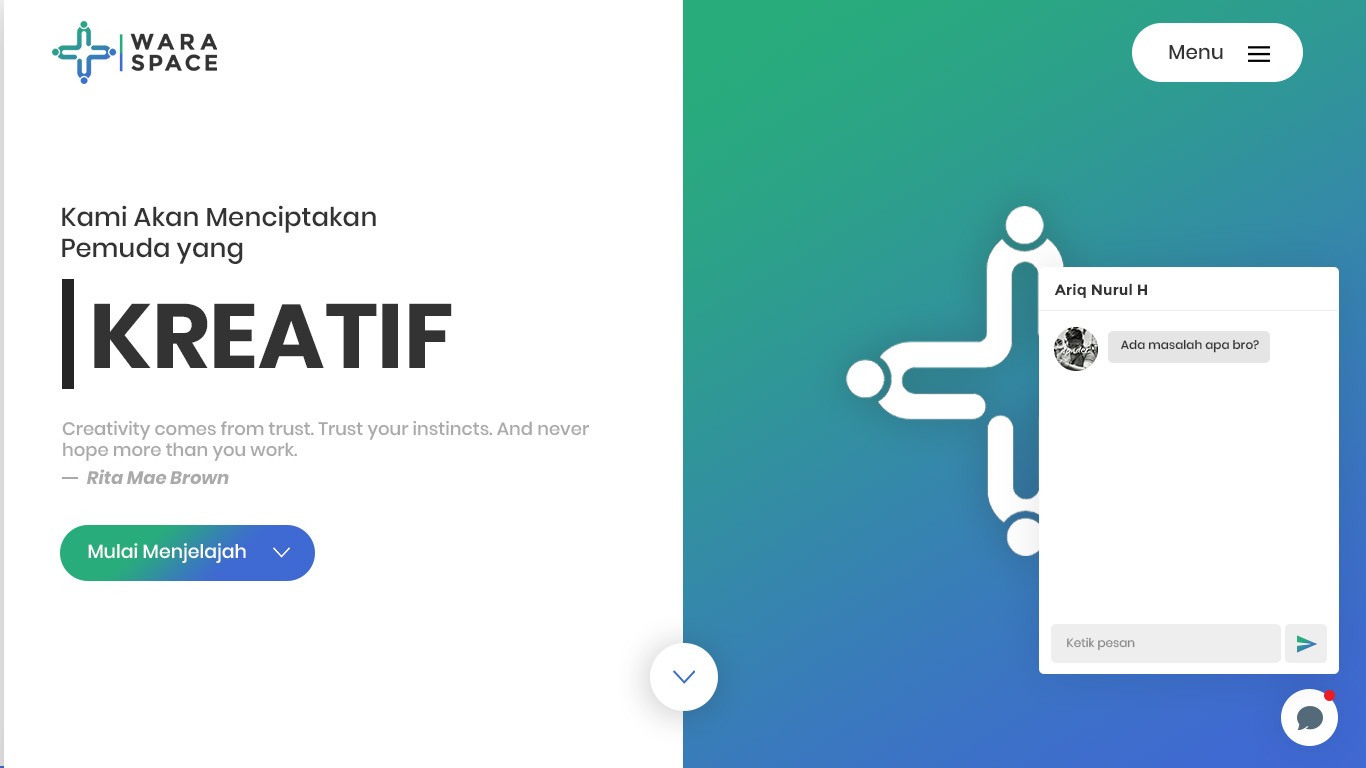 WARA
SPACE
Menu
Kami Akan Menciptakan
Pemuda yang
KREATIF
Creativity comes from trust. Trust your instincts. And never
hope more than you work.
— Rita Mae Brown
Mulai Menjelajah
Ariq Nurul H
Ada masalah apa bro?
Ketik pesan